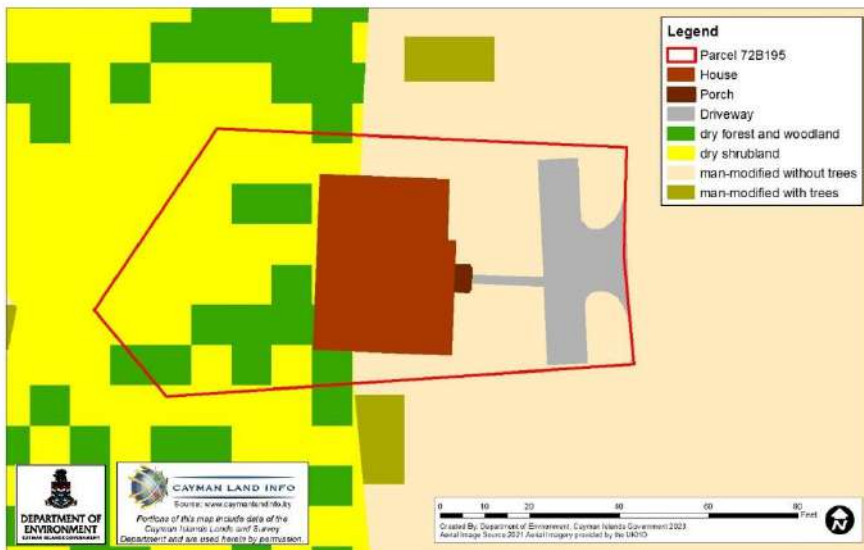 Legend
Parcel 72B195
House
Porch
Driveway
dry forest and woodland
dry shrubland
man-modified without trees
man-modified with trees
DEPARTMENT OF
ENVIRONMENT
CAYMAN ISLANDS GOVERNMENT
CAYMAN LAND INFO
Source: www.caymanlandinfo.ky
Portions of this map include data of the
Cayman Islands Lands and Survey
Department and are used herein by permission.
0 10 20 40 60 80
Feet
Created By: Department of Environment, Cayman Islands Government 2023
Aerial Image Source:2021 Aerial Imagery provided by the UKHO
N